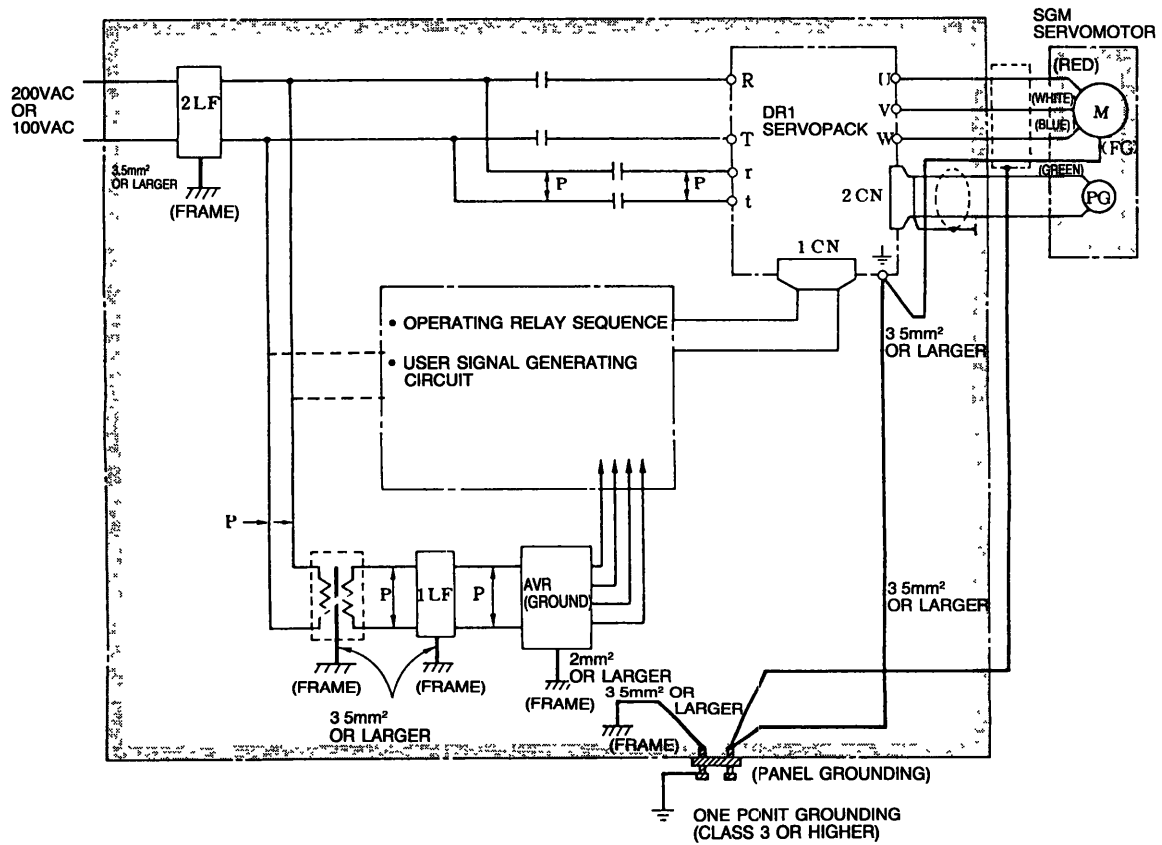 SGM
SERVOMOTOR
200VAC
OR
100VAC
2LF
3.5mm²
OR LARGER
(FRAME)
R
T
r
t
P
P
DR1
SERVOPACK
U
V
W
2CN
1CN
(RED)
(WHITE)
(BLUE)
M
(FG)
(GREEN)
PG
• OPERATING RELAY SEQUENCE
• USER SIGNAL GENERATING
CIRCUIT
3 5mm²
OR LARGER
P
P
1LF
P
AVR
(GROUND)
3 5mm²
OR LARGER
(FRAME)
(FRAME)
3 5mm²
OR LARGER
2mm²
OR LARGER
(FRAME)
3 5mm² OR
LARGER
(FRAME)
(PANEL GROUNDING)
ONE PONIT GROUNDING
(CLASS 3 OR HIGHER)